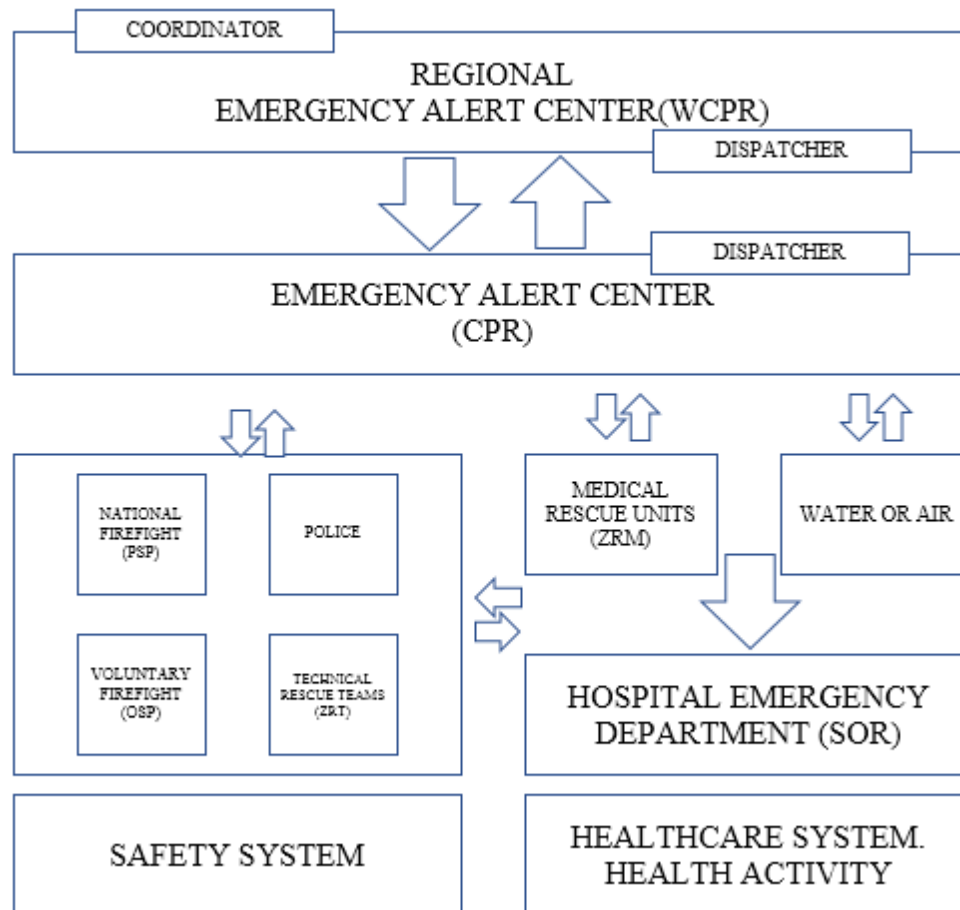 COORDINATOR
REGIONAL
EMERGENCY ALERT CENTER(WCPR)
DISPATCHER
DISPATCHER
EMERGENCY ALERT CENTER
(CPR)
NATIONAL
FIREFIGHT
(PSP)
POLICE
VOLUNTARY
FIREFIGHT
(OSP)
TECHNICAL
RESCUE TEAMS
(ZRT)
MEDICAL
RESCUE UNITS
(ZRM)
WATER OR AIR
HOSPITAL EMERGENCY
DEPARTMENT (SOR)
SAFETY SYSTEM
HEALTHCARE SYSTEM.
HEALTH ACTIVITY